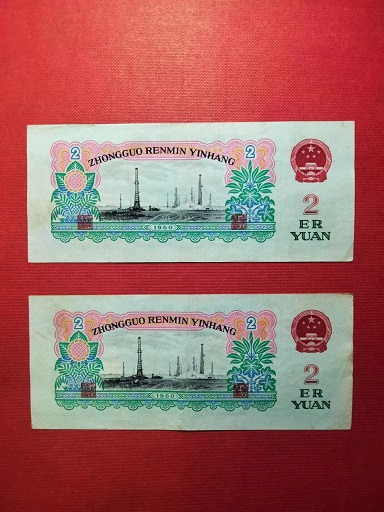 2 ZHONGGUO RENMIN YINHANG 2
2
ER
YUAN
1960
2 ZHONGGUO RENMIN YINHANG 2
2
ER
YUAN
1960